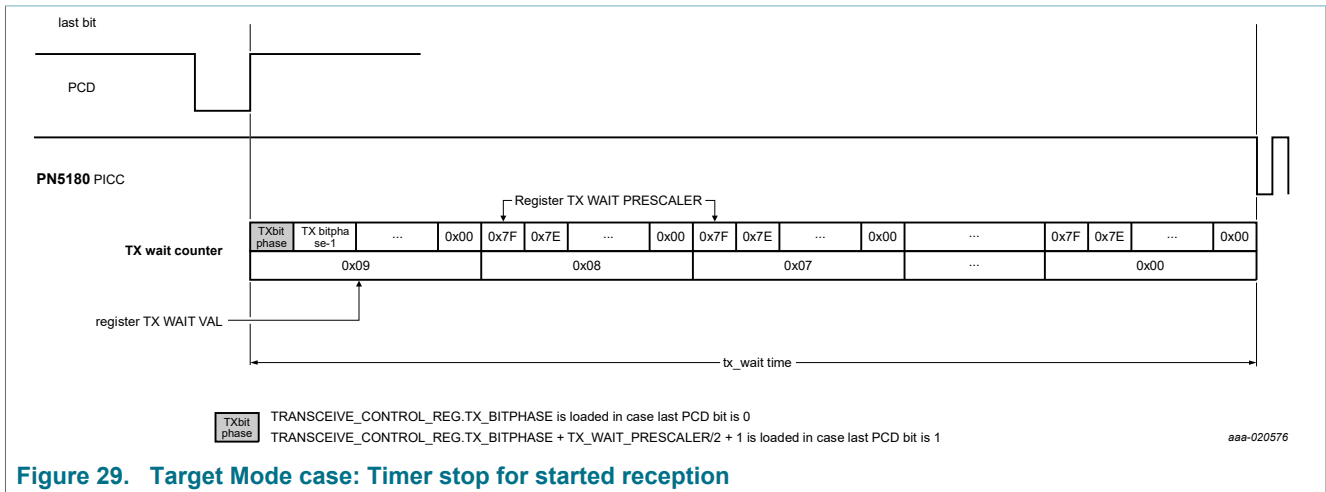 last bit
PCD
PN5180 PICC
Register TX WAIT PRESCALER
TX wait counter
TXbit phase TX bitpha se-1 ... 0x00 0x7F 0x7E ... 0x00 0x7F 0x7E ... 0x00 ... 0x7F 0x7E ... 0x00
0x09 0x08 0x07 ... 0x00
register TX WAIT VAL
tx_wait time
TXbit phase
TRANSCEIVE_CONTROL_REG.TX_BITPHASE is loaded in case last PCD bit is 0
TRANSCEIVE_CONTROL_REG.TX_BITPHASE + TX_WAIT_PRESCALER/2 + 1 is loaded in case last PCD bit is 1
aaa-020576
Figure 29. Target Mode case: Timer stop for started reception